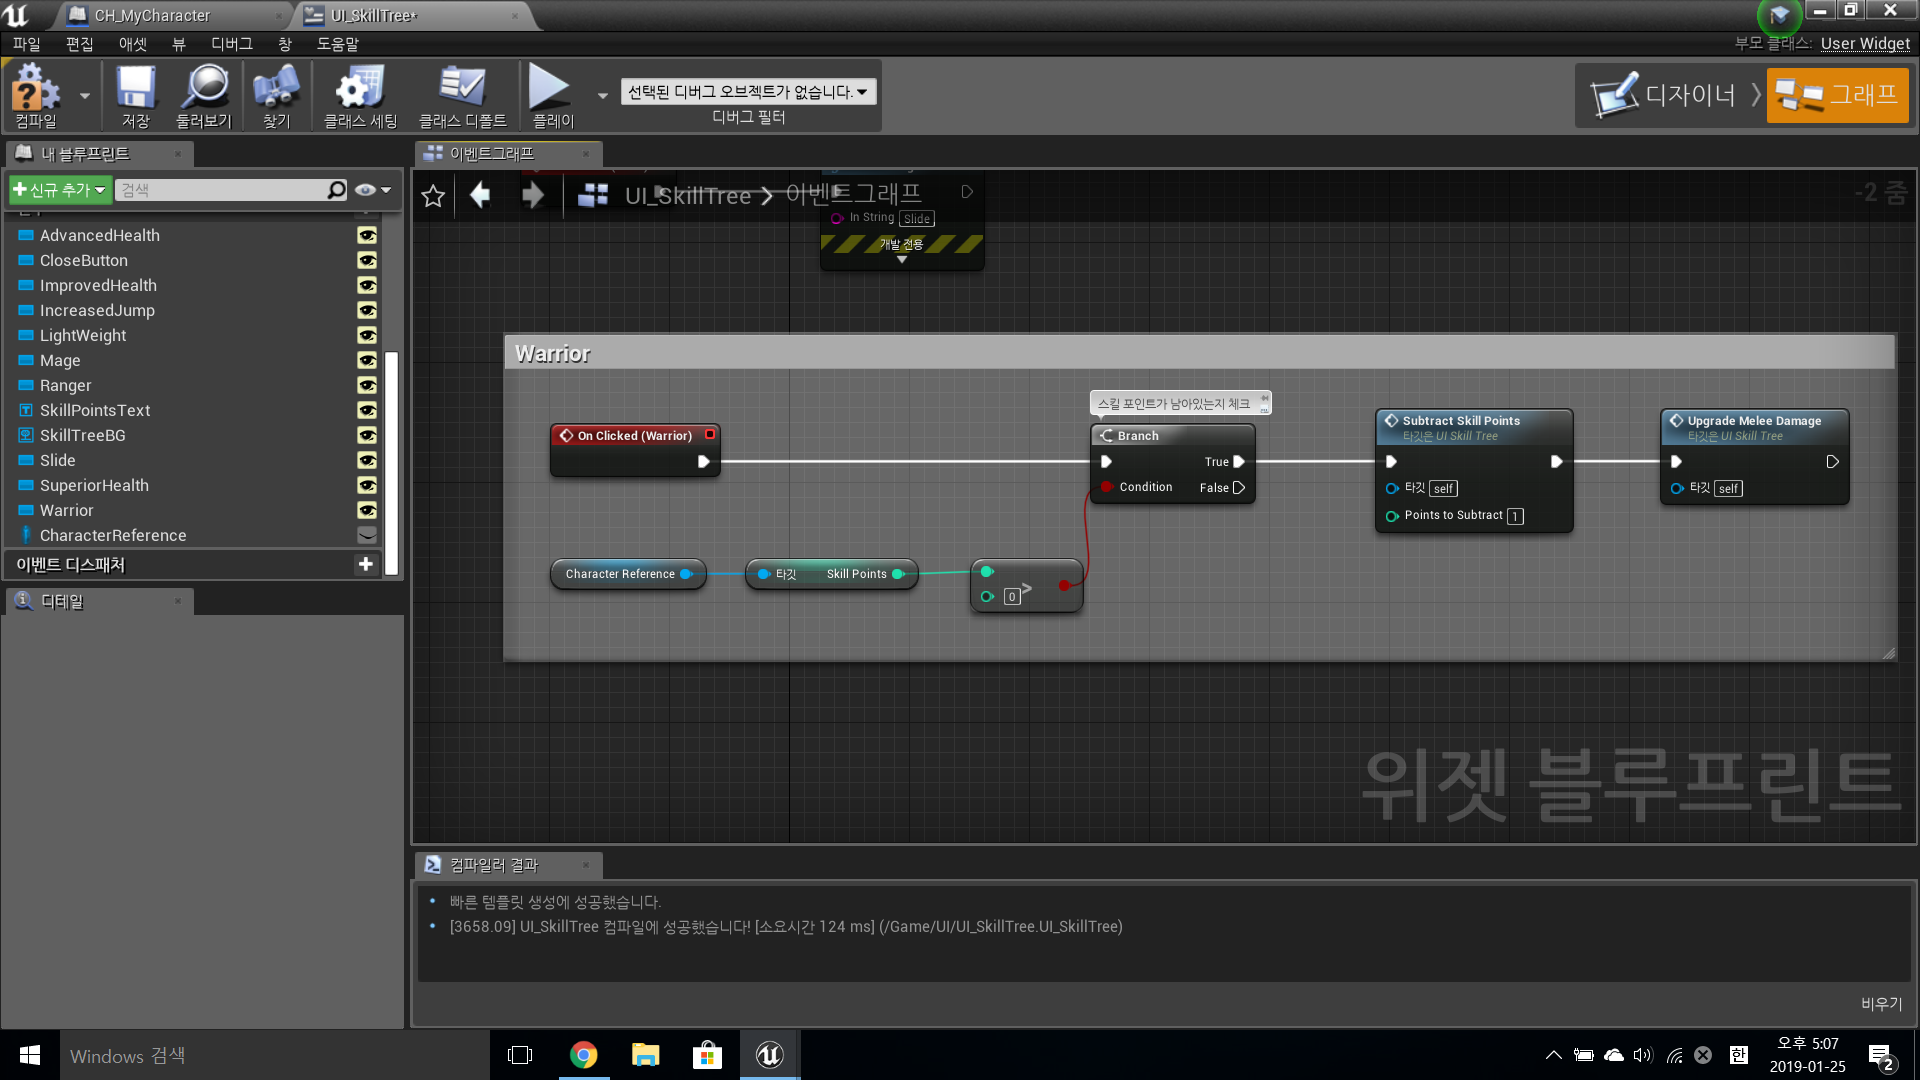 CH_MyCharacter
UI_SkillTree*
파일 편집 애셋 뷰 디버그 창 도움말
부모 클래스: User Widget
컴파일
저장
둘러보기
찾기
클래스 세팅
클래스 디폴트
플레이
선택된 디버그 오브젝트가 없습니다.
디버그 필터
디자이너
그래프
내 블루프린트
신규 추가
검색
AdvancedHealth
CloseButton
ImprovedHealth
IncreasedJump
LightWeight
Mage
Ranger
SkillPointsText
SkillTreeBG
Slide
SuperiorHealth
Warrior
CharacterReference
이벤트 디스패처
디테일
이벤트그래프
UI_SkillTree > 이벤트그래프
-2 줌
In String Slide
개발 전용
Warrior
스킬 포인트가 남아있는지 체크
On Clicked (Warrior)
Branch
True
Condition
False
Subtract Skill Points
타깃은 UI Skill Tree
타깃 self
Points to Subtract 1
Upgrade Melee Damage
타깃은 UI Skill Tree
타깃 self
Character Reference
타깃 Skill Points
0 >
위젯 블루프린트
컴파일러 결과
빠른 템플릿 생성에 성공했습니다.
[3658.09] UI_SkillTree 컴파일에 성공했습니다! [소요시간 124 ms] (/Game/UI/UI_SkillTree.UI_SkillTree)
비우기
Windows 검색
한
오후 5:07
2019-01-25
2